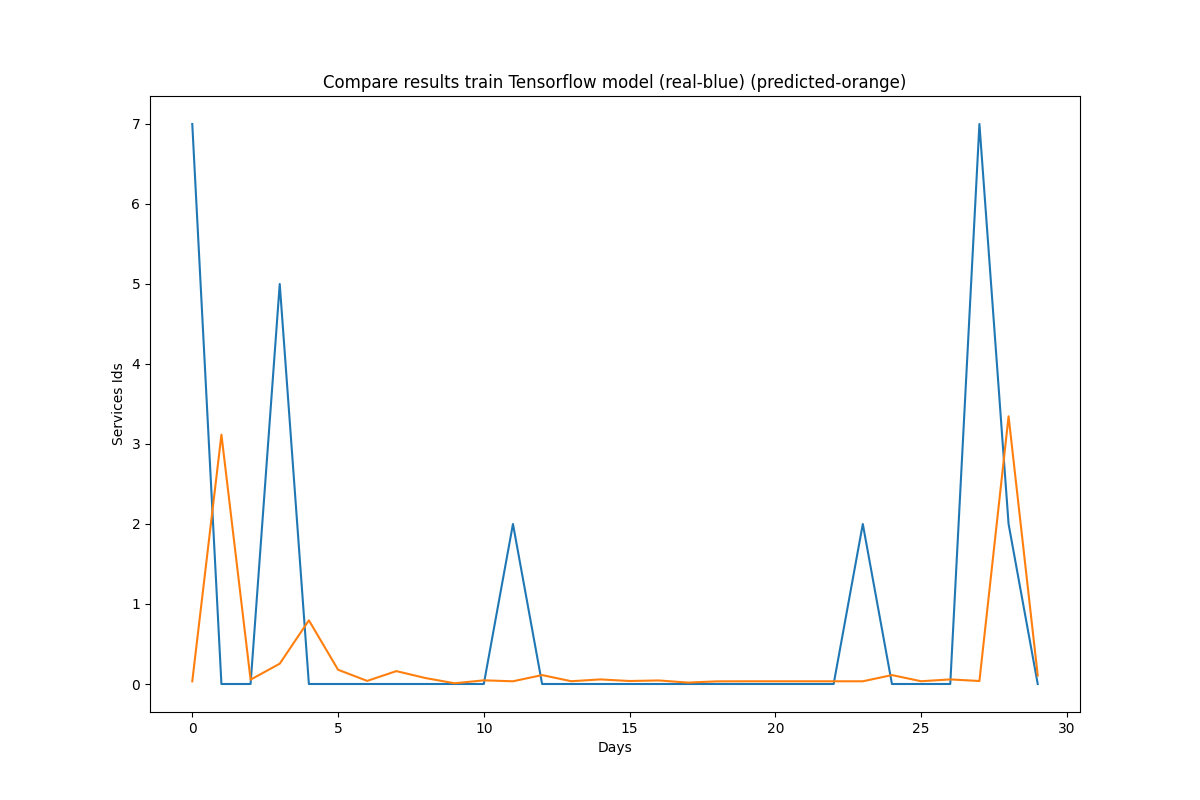 Compare results train Tensorflow model (real-blue) (predicted-orange)
7
6
5
4
3
2
1
0
Services Ids
0 5 10 15 20 25 30
Days